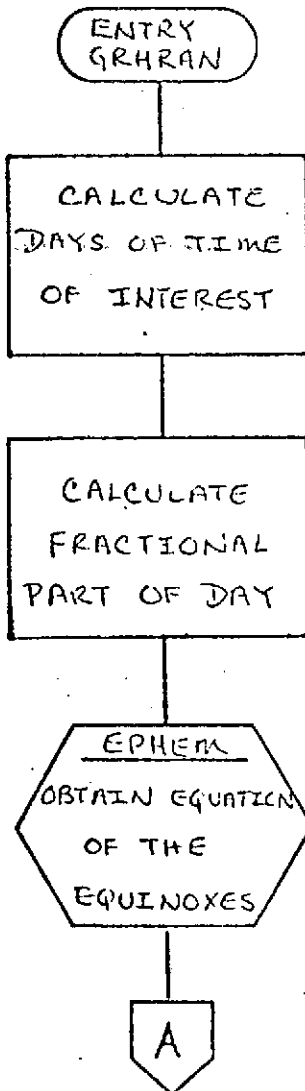 ENTRY
GRHRAN
CALCULATE
DAYS OF TIME
OF INTEREST
CALCULATE
FRACTIONAL
PART OF DAY
EPHEM
OBTAIN EQUATION
OF THE
EQUINOXES
A